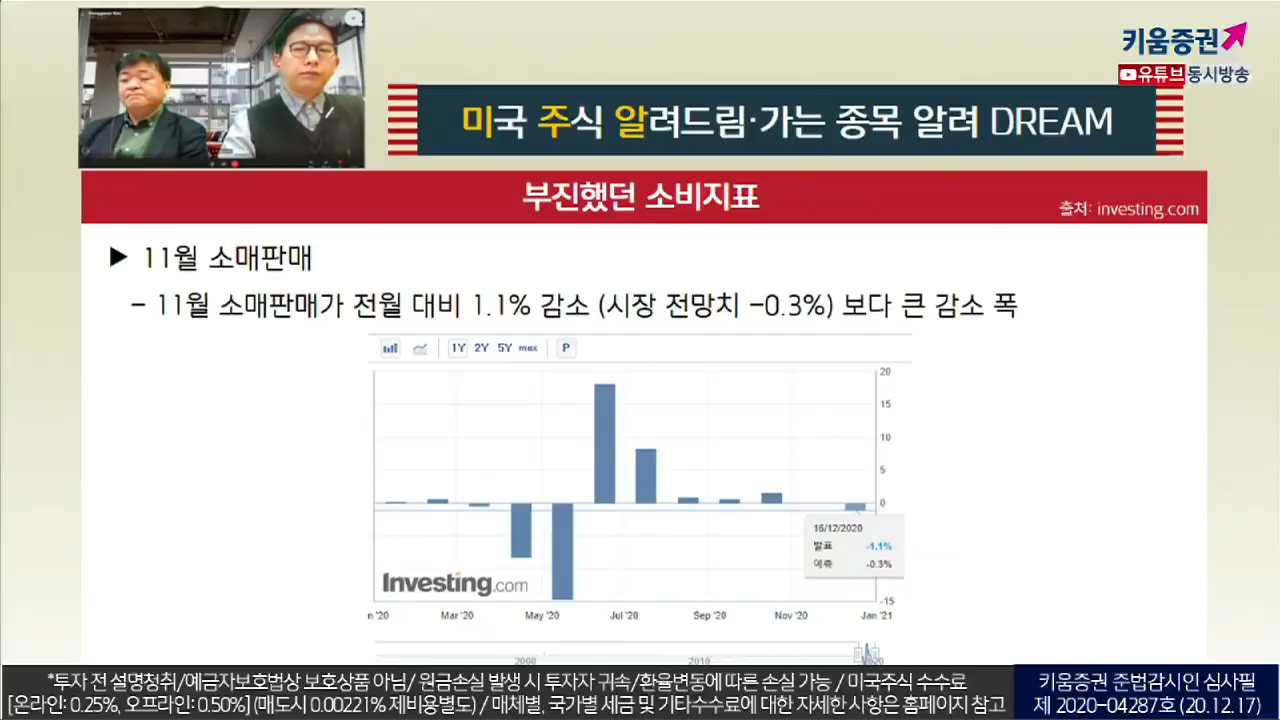 키움증권
유튜브 동시방송
미국 주식 알려드림·가는 종목 알려 DREAM
부진했던 소비지표
출처: investing.com
▶ 11월 소매판매
– 11월 소매판매가 전월 대비 1.1% 감소 (시장 전망치 -0.3%) 보다 큰 감소 폭
1Y 2Y 5Y max P
20
15
10
5
0
16/12/2020
발표 -1.1%
예측 -0.3%
Investing.com
-15
n '20 Mar '20 May '20 Jul '20 Sep '20 Nov '20 Jan '21
2000 2010 2020
*투자 전 설명청취/예금자보호법상 보호상품 아님/ 원금손실 발생 시 투자자 귀속/환율변동에 따른 손실 가능 / 미국주식 수수료
[온라인: 0.25%, 오프라인: 0.50%] (매도시 0.00221% 제비용별도) / 매체별, 국가별 세금 및 기타수수료에 대한 자세한 사항은 홈페이지 참고
키움증권 준법감시인 심사필
제 2020-04287호 (20.12.17)